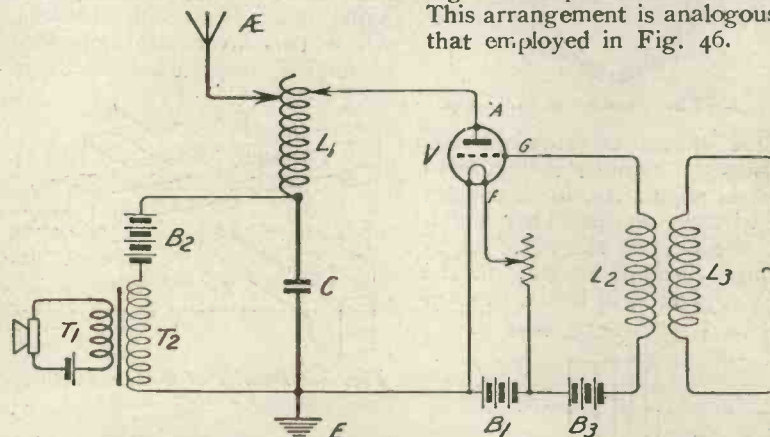 This arrangement is analogous
that employed in Fig. 46.
Æ
L1
A
V
G
F
B2
C
L2
L3
T1
T2
B1
B3
E